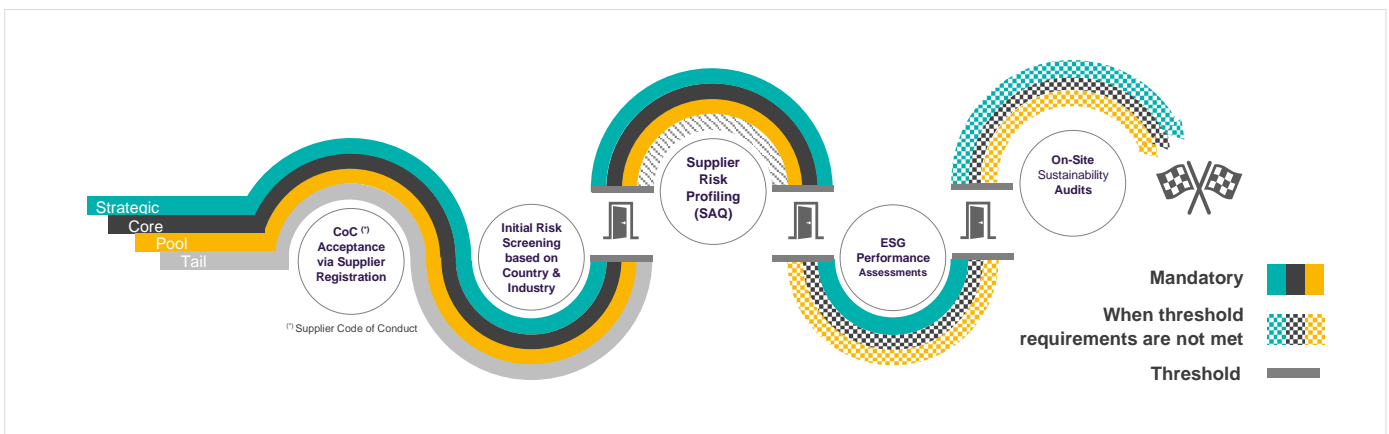 Strategic
Core
Pool
Tail
CoC (*)
Acceptance
via Supplier
Registration
(*) Supplier Code of Conduct
Initial Risk
Screening
based on
Country &
Industry
Supplier
Risk
Profiling
(SAQ)
ESG
Performance
Assessments
On-Site
Sustainability
Audits
Mandatory
When threshold
requirements are not met
Threshold